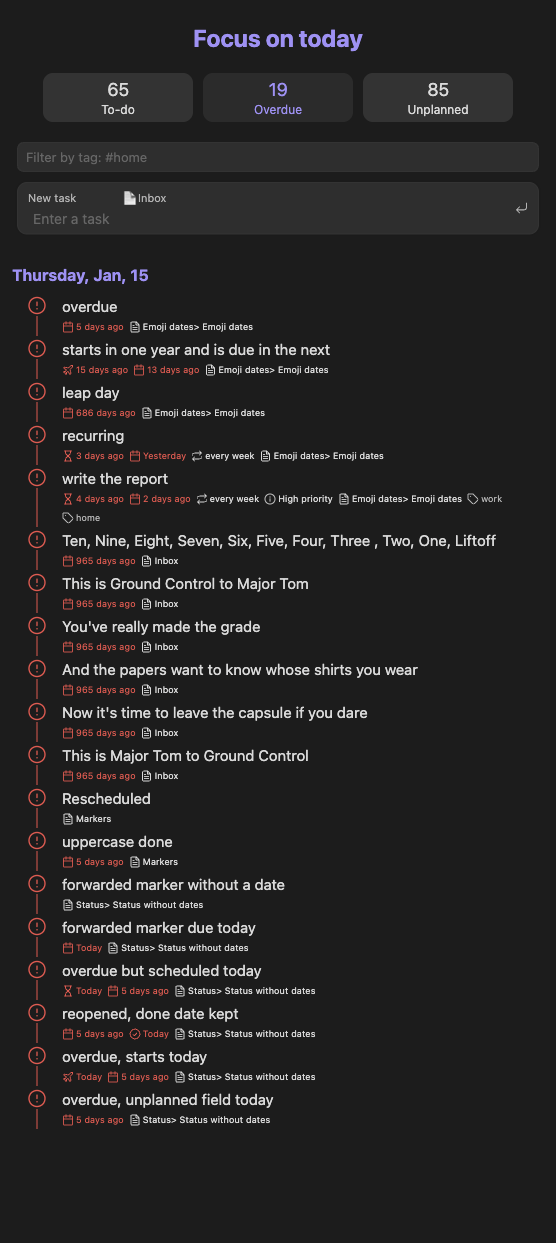 Focus on today
65 19 85
To-do Overdue Unplanned
Filter by tag: #home
New task Inbox
Enter a task
Thursday, Jan, 15
overdue
5 days ago Emoji dates> Emoji dates
starts in one year and is due in the next
15 days ago 13 days ago Emoji dates> Emoji dates
leap day
686 days ago Emoji dates> Emoji dates
recurring
3 days ago Yesterday every week Emoji dates> Emoji dates
write the report
4 days ago 2 days ago every week High priority Emoji dates> Emoji dates work
home
Ten, Nine, Eight, Seven, Six, Five, Four, Three , Two, One, Liftoff
965 days ago Inbox
This is Ground Control to Major Tom
965 days ago Inbox
You've really made the grade
965 days ago Inbox
And the papers want to know whose shirts you wear
965 days ago Inbox
Now it's time to leave the capsule if you dare
965 days ago Inbox
This is Major Tom to Ground Control
965 days ago Inbox
Rescheduled
Markers
uppercase done
5 days ago Markers
forwarded marker without a date
Status> Status without dates
forwarded marker due today
Today Status> Status without dates
overdue but scheduled today
Today 5 days ago Status> Status without dates
reopened, done date kept
5 days ago Today Status> Status without dates
overdue, starts today
Today 5 days ago Status> Status without dates
overdue, unplanned field today
5 days ago Status> Status without dates